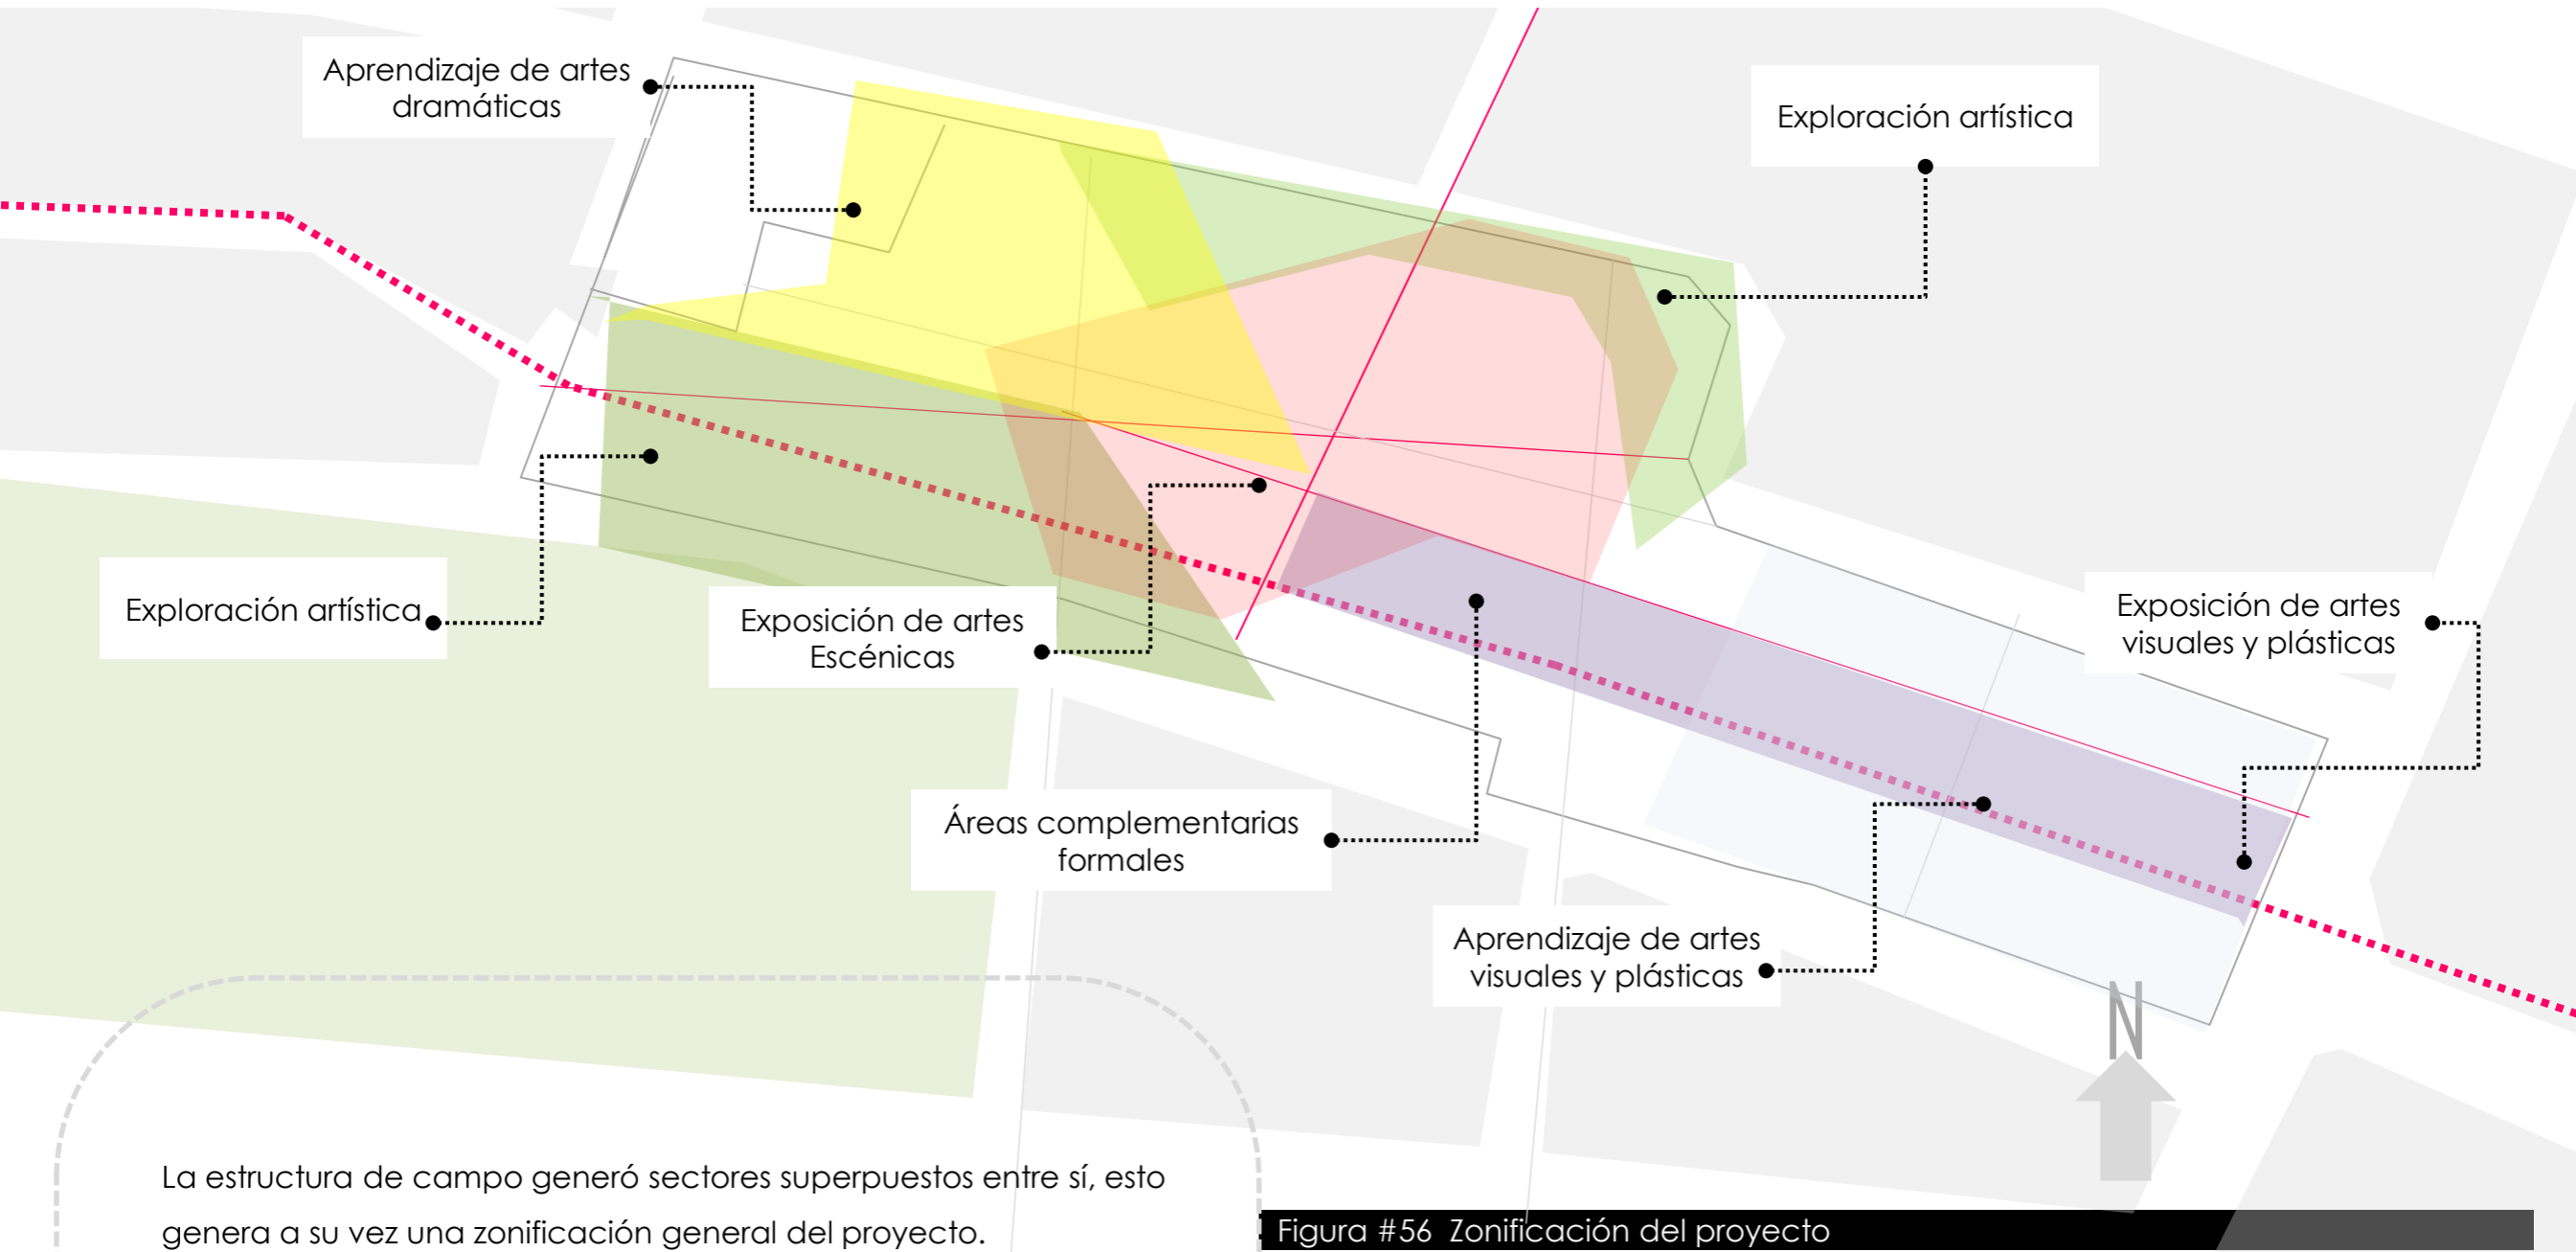 Aprendizaje de artes
dramáticas
Exploración artística
Exploración artística
Exposición de artes
Escénicas
Exposición de artes
visuales y plásticas
Áreas complementarias
formales
Aprendizaje de artes
visuales y plásticas
N
La estructura de campo generó sectores superpuestos entre sí, esto
genera a su vez una zonificación general del proyecto.
Figura #56 Zonificación del proyecto